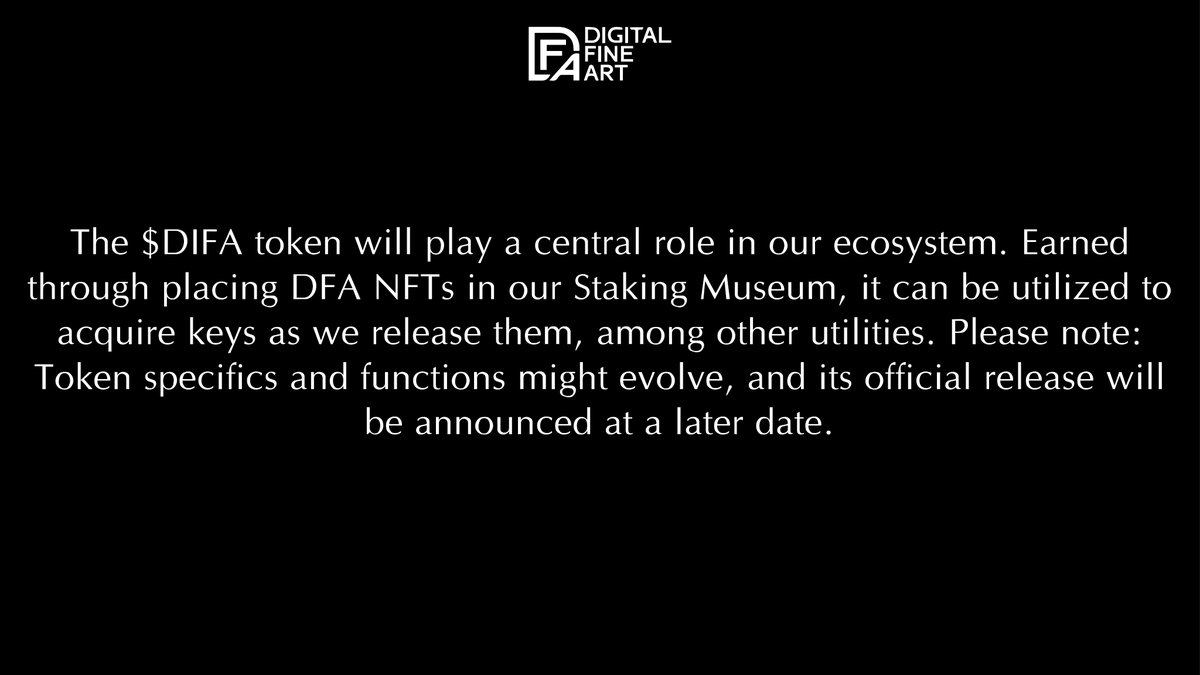 DFA
DIGITAL
FINE
ART
The $DIFA token will play a central role in our ecosystem. Earned
through placing DFA NFTs in our Staking Museum, it can be utilized to
acquire keys as we release them, among other utilities. Please note:
Token specifics and functions might evolve, and its official release will
be announced at a later date.